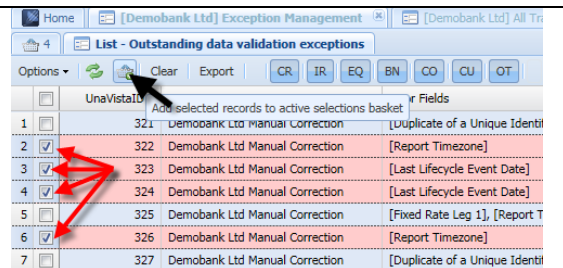 Home [Demobank Ltd] Exception Management [Demobank Ltd] All Tra
4 List - Outstanding data validation exceptions
Options Clear Export CR IR EQ BN CO CU OT
UnaVistaID r Fields
Add selected records to active selections basket
1 321 Demobank Ltd Manual Correction [Duplicate of a Unique Identif
2 322 Demobank Ltd Manual Correction [Report Timezone]
3 323 Demobank Ltd Manual Correction [Last Lifecycle Event Date]
4 324 Demobank Ltd Manual Correction [Last Lifecycle Event Date]
5 325 Demobank Ltd Manual Correction [Fixed Rate Leg 1], [Report T
6 326 Demobank Ltd Manual Correction [Report Timezone]
7 327 Demobank Ltd Manual Correction [Duplicate of a Unique Identif